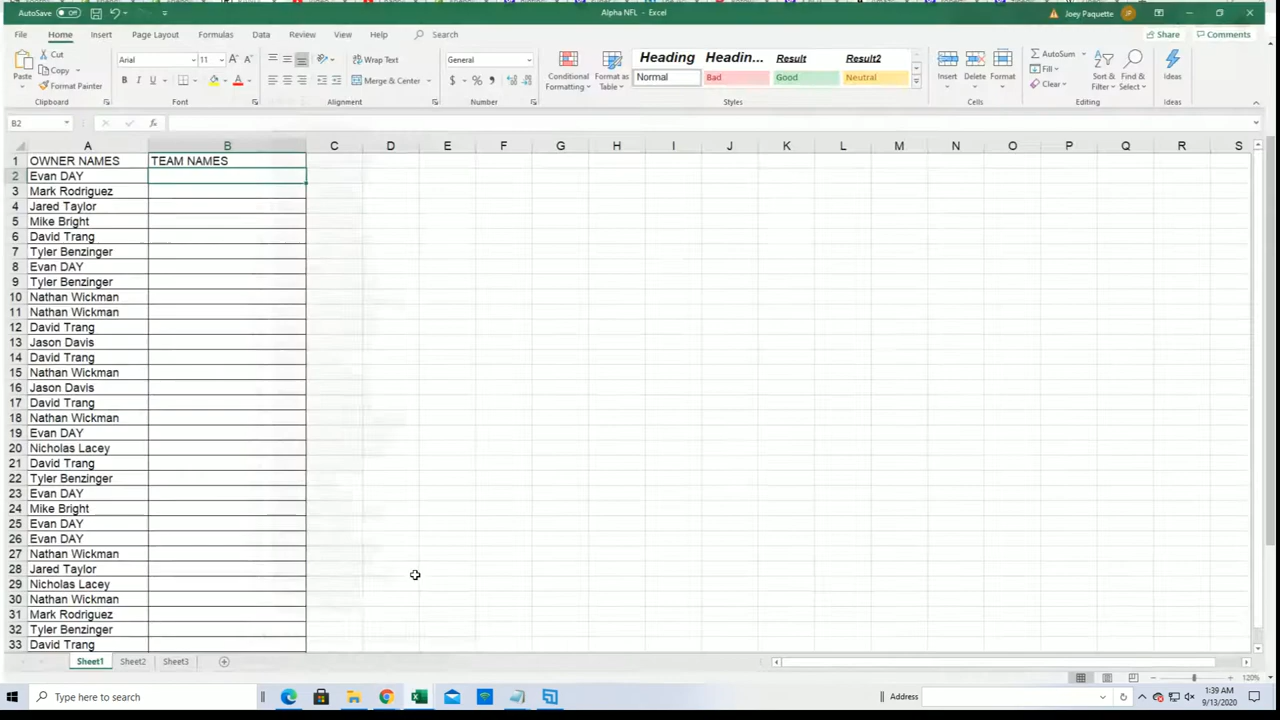 AutoSave Off
Alpha NFL - Excel
Joey Paquette
JP
File Home Insert Page Layout Formulas Data Review View Help Search
Share Comments
Paste
Cut
Copy
Format Painter
Clipboard
Arial 11
B I U
Font
Wrap Text
Merge & Center
Alignment
General
$ % ,
Number
Conditional Formatting
Format as Table
Heading Headin... Result Result2
Normal Bad Good Neutral
Styles
Insert Delete Format
Cells
AutoSum
Fill
Clear
Sort & Filter
Find & Select
Editing
Ideas
Ideas
B2
fx
A B C D E F G H I J K L M N O P Q R S
1 OWNER NAMES TEAM NAMES
2 Evan DAY
3 Mark Rodriguez
4 Jared Taylor
5 Mike Bright
6 David Trang
7 Tyler Benzinger
8 Evan DAY
9 Tyler Benzinger
10 Nathan Wickman
11 Nathan Wickman
12 David Trang
13 Jason Davis
14 David Trang
15 Nathan Wickman
16 Jason Davis
17 David Trang
18 Nathan Wickman
19 Evan DAY
20 Nicholas Lacey
21 David Trang
22 Tyler Benzinger
23 Evan DAY
24 Mike Bright
25 Evan DAY
26 Evan DAY
27 Nathan Wickman
28 Jared Taylor
29 Nicholas Lacey
30 Nathan Wickman
31 Mark Rodriguez
32 Tyler Benzinger
33 David Trang
Sheet1 Sheet2 Sheet3
120%
Type here to search
Address
1:39 AM
9/13/2020